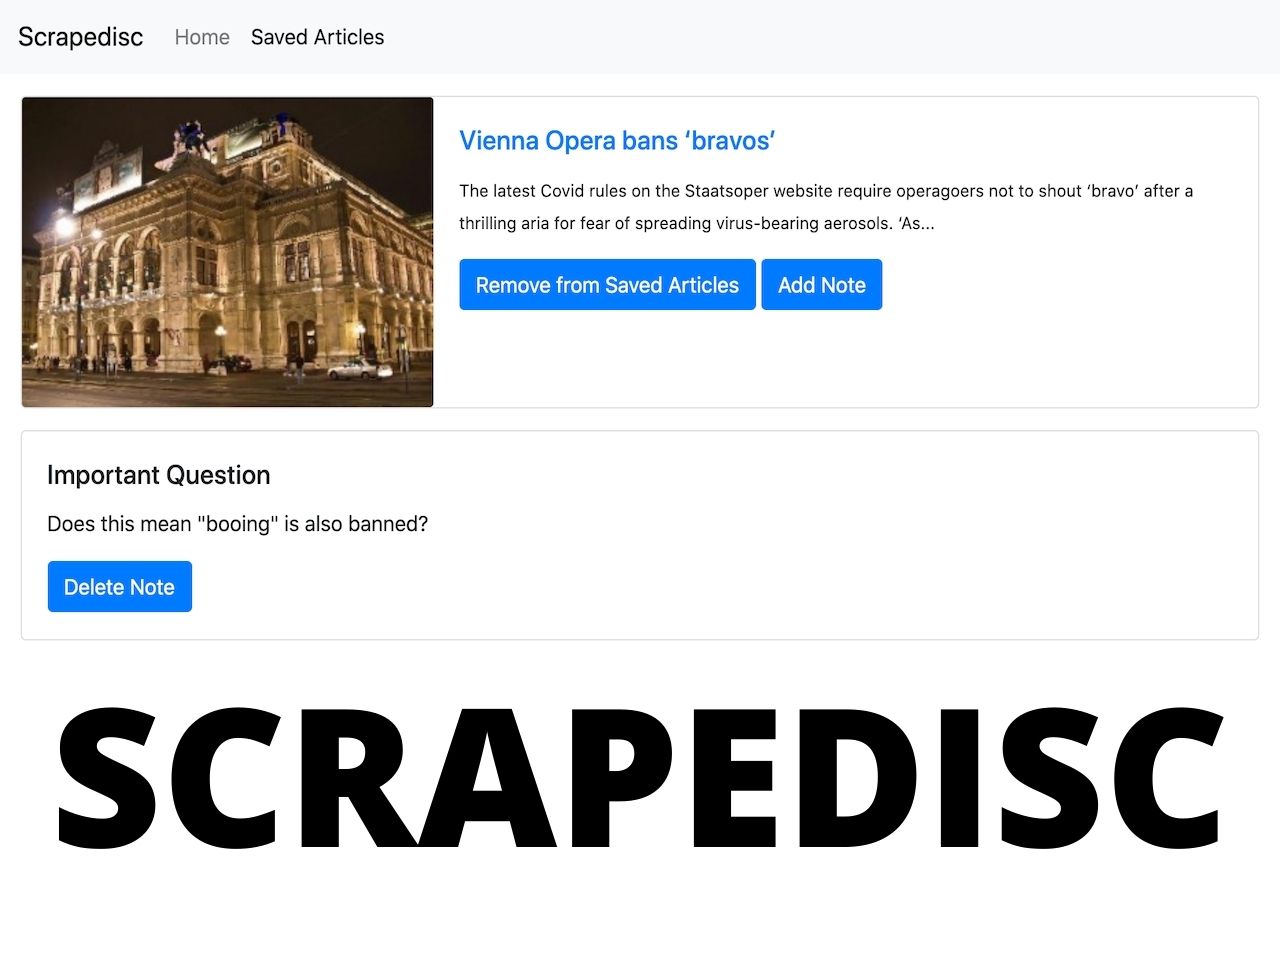 Scrapedisc Home Saved Articles
Vienna Opera bans ‘bravos’
The latest Covid rules on the Staatsoper website require operagoers not to shout ‘bravo’ after a
thrilling aria for fear of spreading virus-bearing aerosols. ‘As...
Remove from Saved Articles Add Note
Important Question
Does this mean "booing" is also banned?
Delete Note
SCRAPEDISC